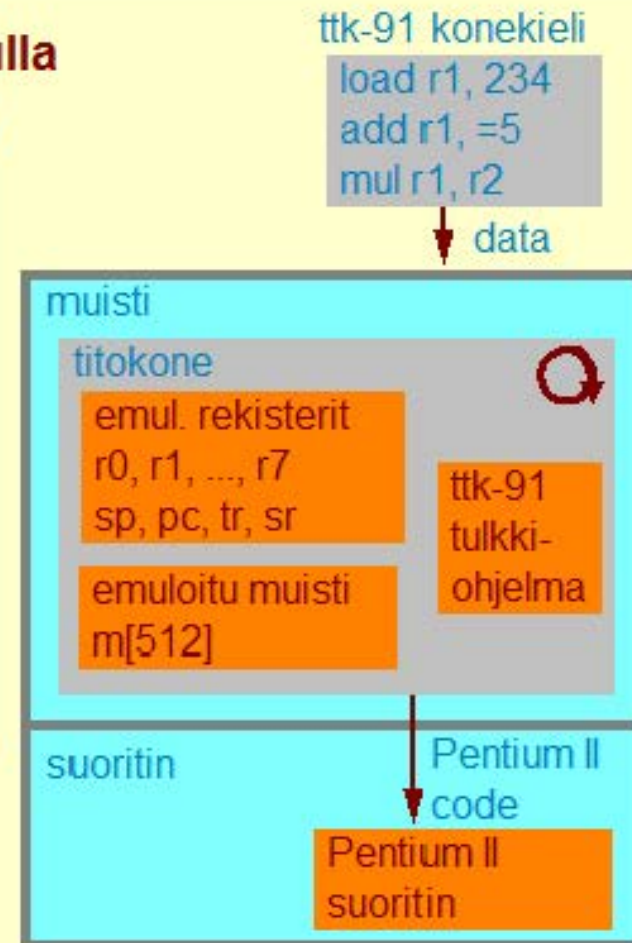 ttk-91 konekieli
load r1, 234
add r1, =5
mul r1, r2
data
muisti
titokone
emul. rekisterit
r0, r1, ..., r7
sp, pc, tr, sr
ttk-91
tulkki-
ohjelma
emuloitu muisti
m[512]
suoritin
Pentium II
code
Pentium II
suoritin